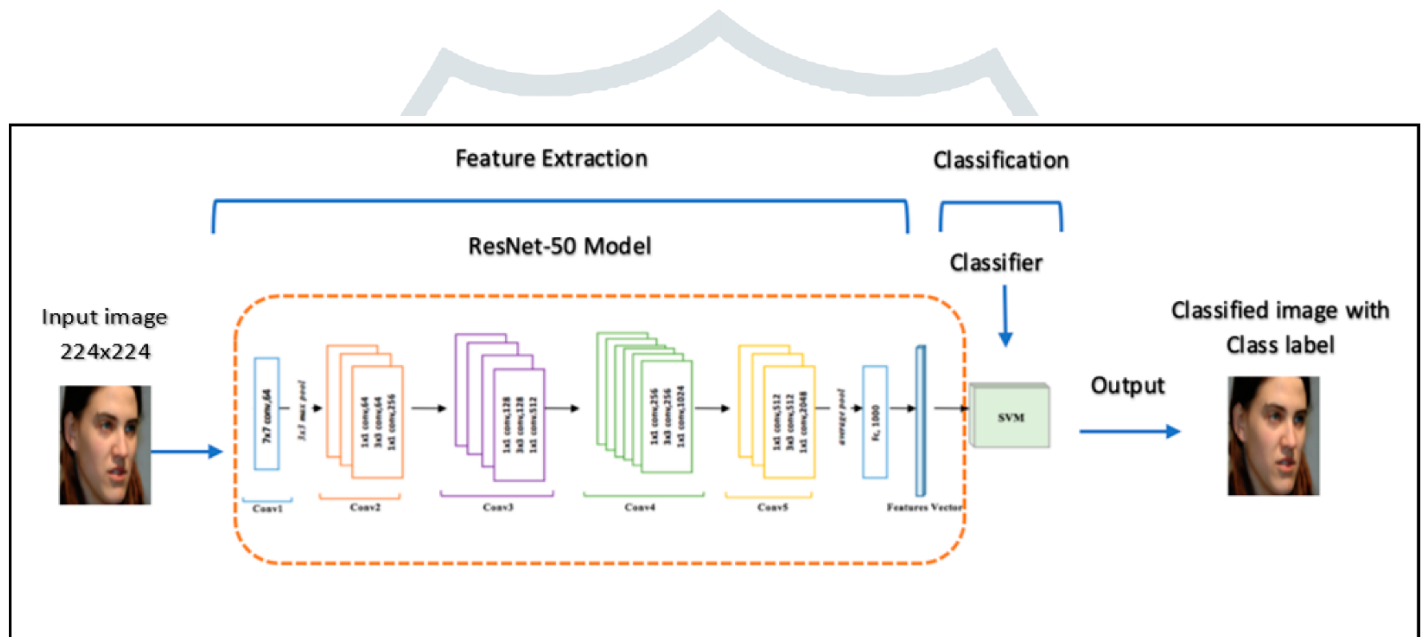 Feature Extraction
Classification
ResNet-50 Model
Classifier
Input image
224x224
Classified image with
Class label
7x7 conv,64
3x3 max pool
1x1 conv,64
3x3 conv,64
1x1 conv,256
1x1 conv,128
3x3 conv,128
1x1 conv,512
1x1 conv,256
3x3 conv,256
1x1 conv,1024
1x1 conv,512
3x3 conv,512
1x1 conv,2048
average pool
fc, 1000
SVM
Output
Conv1
Conv2
Conv3
Conv4
Conv5
Features Vector